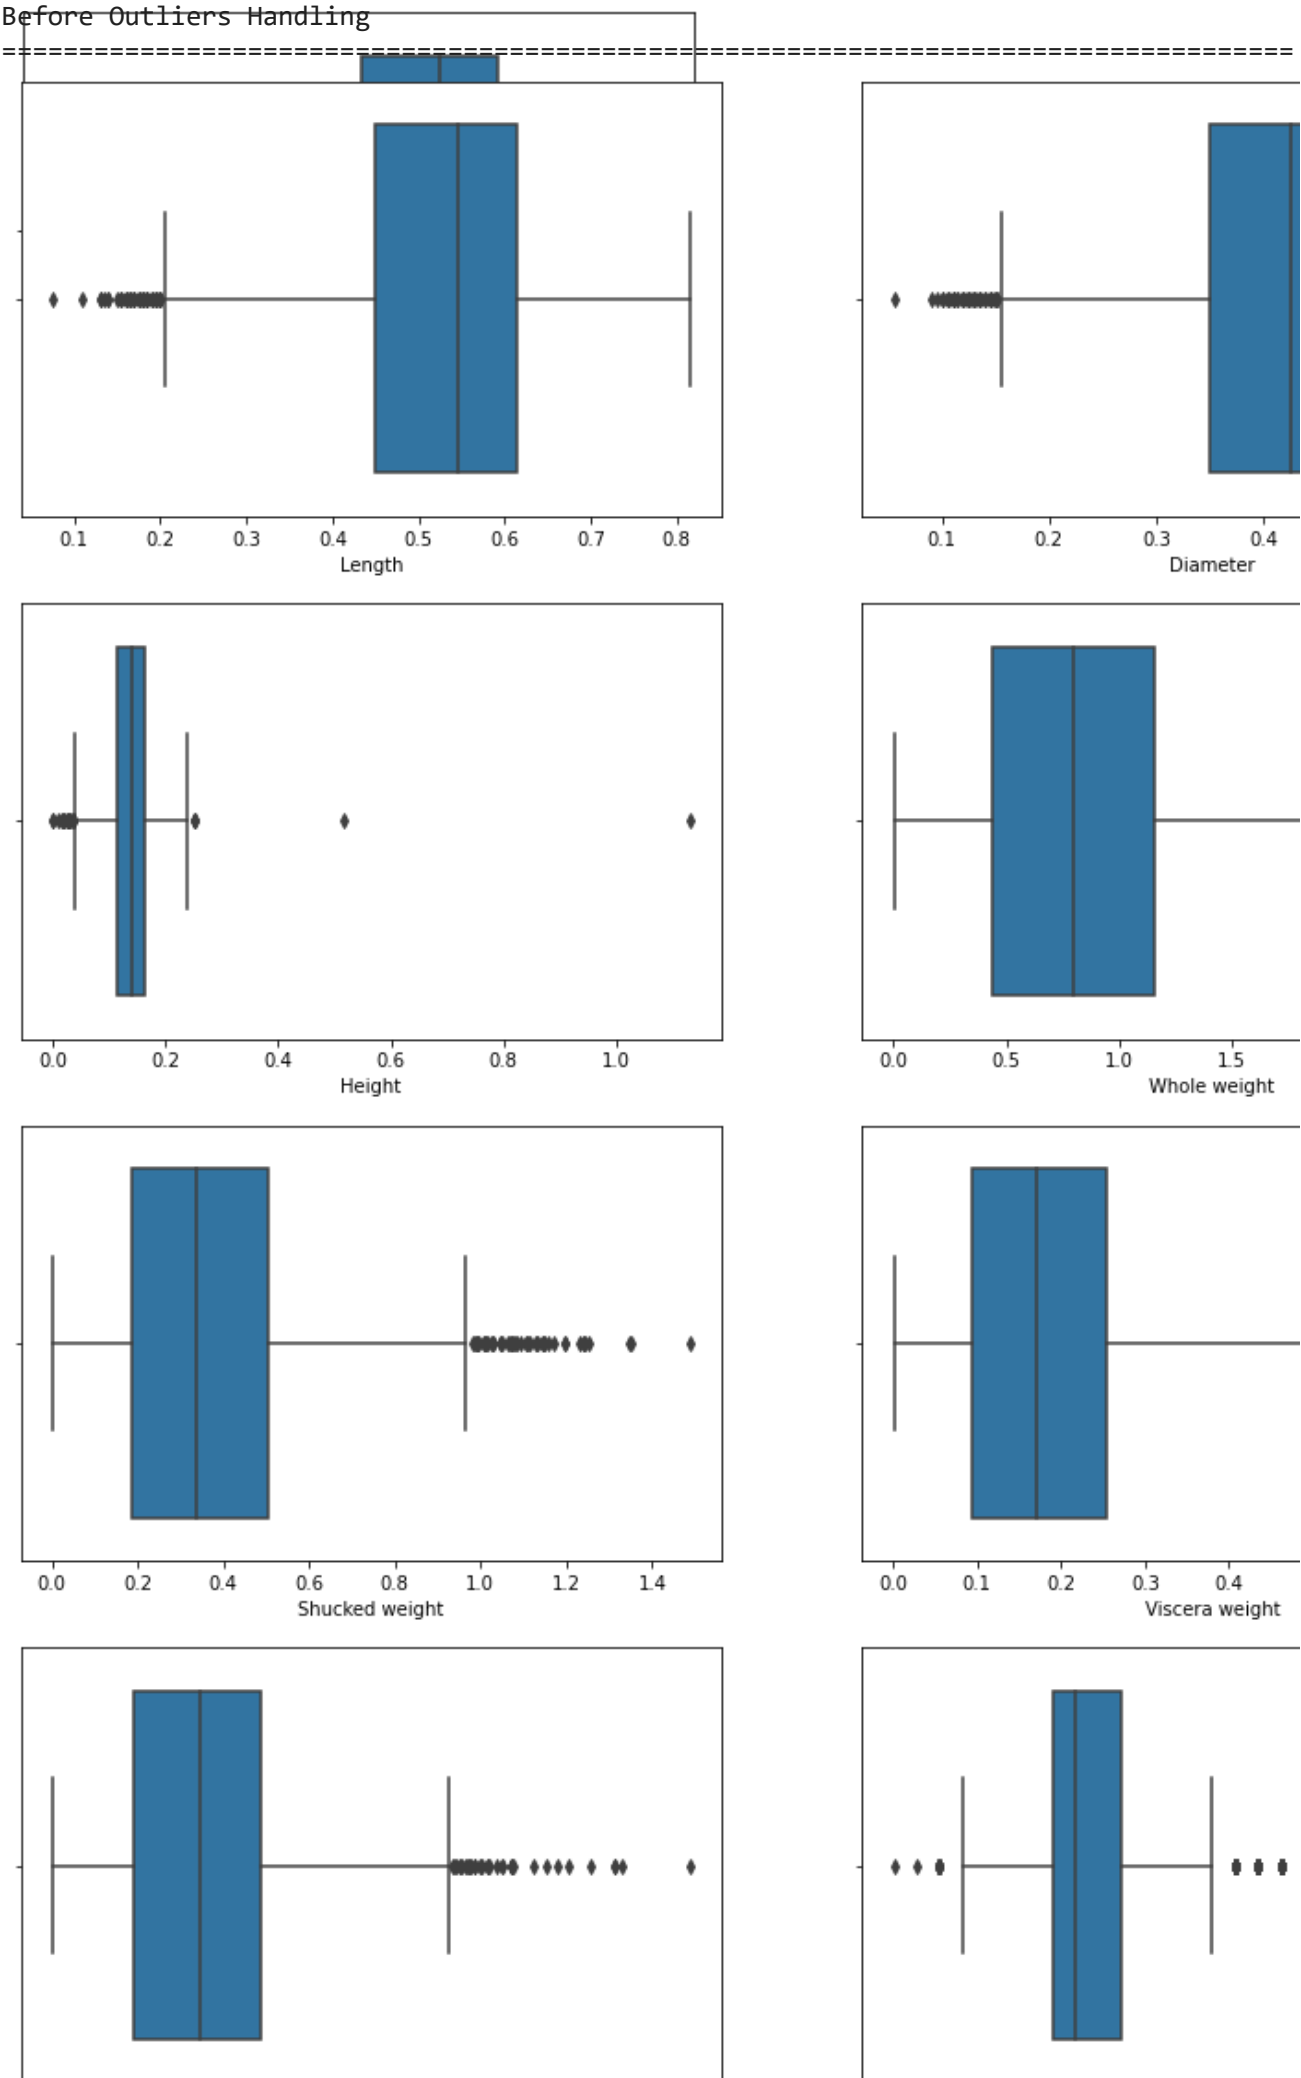 Before Outliers Handling
==========================================================================================
0.1 0.2 0.3 0.4 0.5 0.6 0.7 0.8
Length
0.1 0.2 0.3 0.4
Diameter
0.0 0.2 0.4 0.6 0.8 1.0
Height
0.0 0.5 1.0 1.5
Whole weight
0.0 0.2 0.4 0.6 0.8 1.0 1.2 1.4
Shucked weight
0.0 0.1 0.2 0.3 0.4
Viscera weight